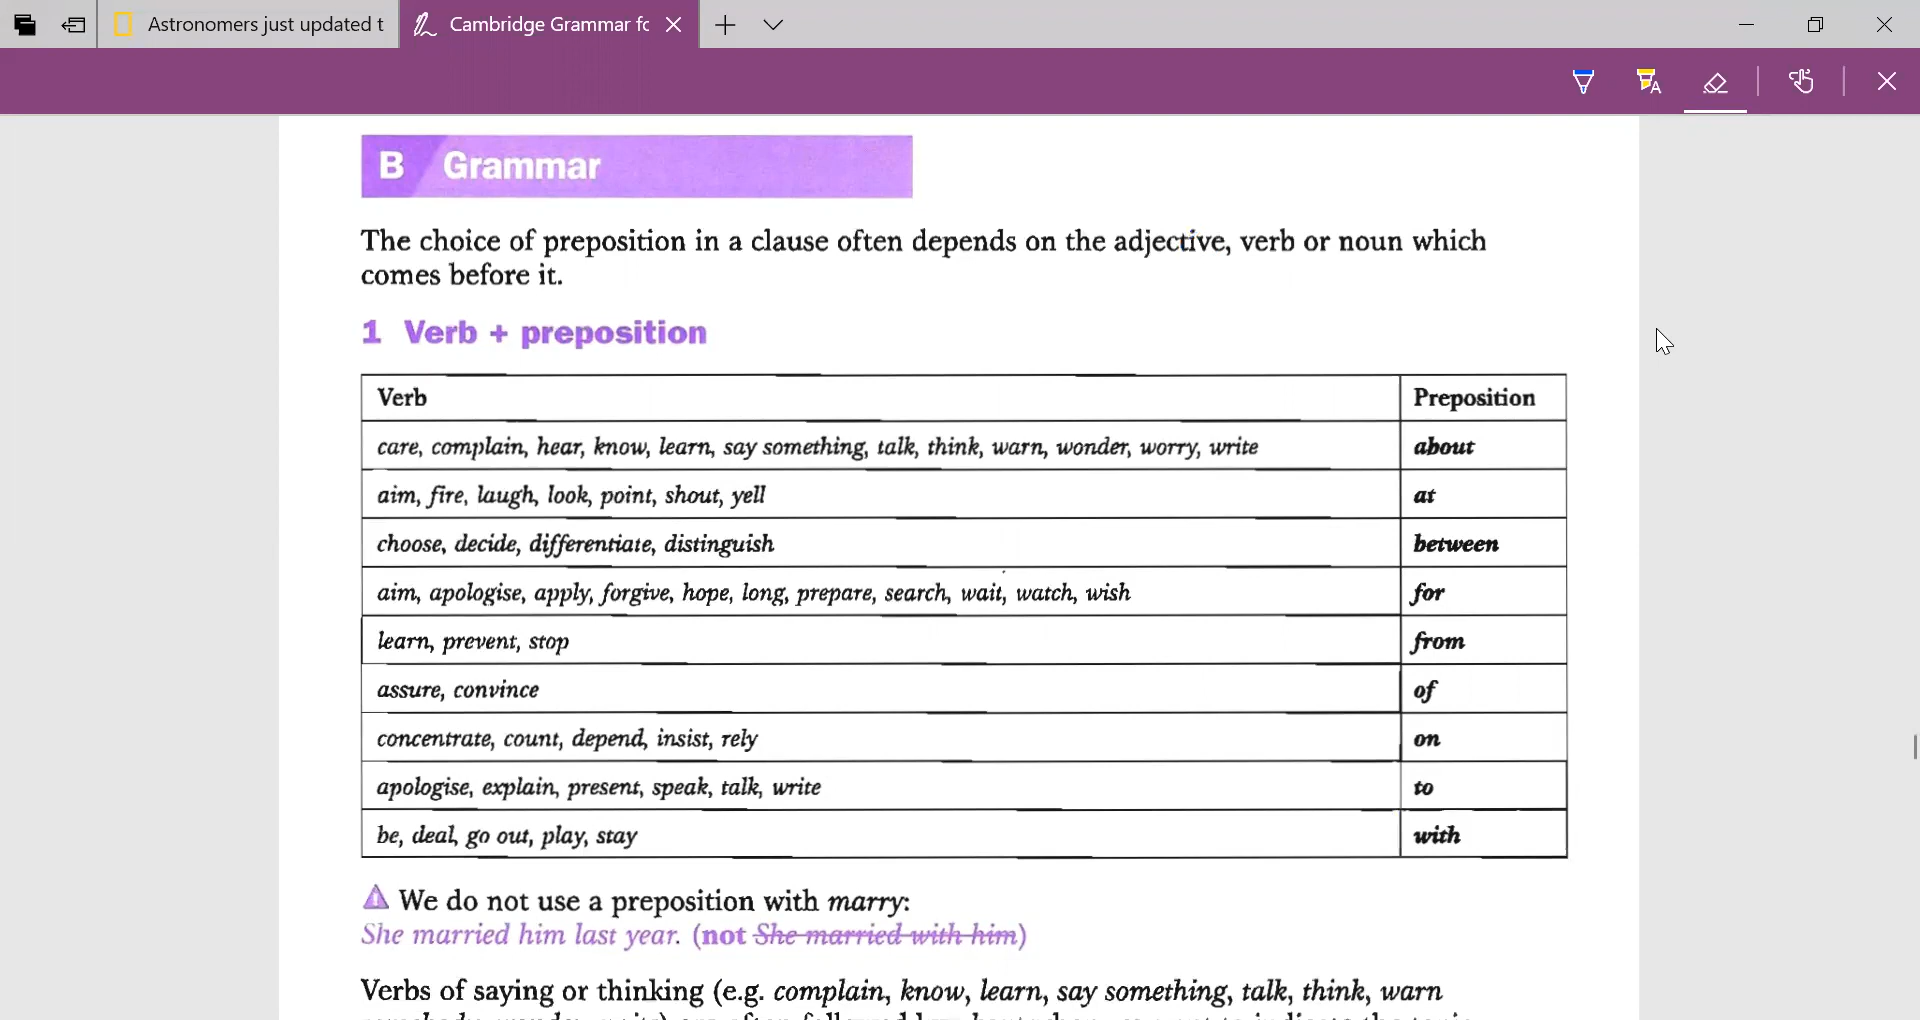 Astronomers just updated t
Cambridge Grammar fc
A
B Grammar
The choice of preposition in a clause often depends on the adjective, verb or noun which
comes before it.
1 Verb + preposition
Verb Preposition
care, complain, hear, know, learn, say something, talk, think, warn, wonder, worry, write about
aim, fire, laugh, look, point, shout, yell at
choose, decide, differentiate, distinguish between
aim, apologise, apply, forgive, hope, long, prepare, search, wait, watch, wish for
learn, prevent, stop from
assure, convince of
concentrate, count, depend, insist, rely on
apologise, explain, present, speak, talk, write to
be, deal, go out, play, stay with
We do not use a preposition with marry:
She married him last year. (not She married with him)
Verbs of saying or thinking (e.g. complain, know, learn, say something, talk, think, warn